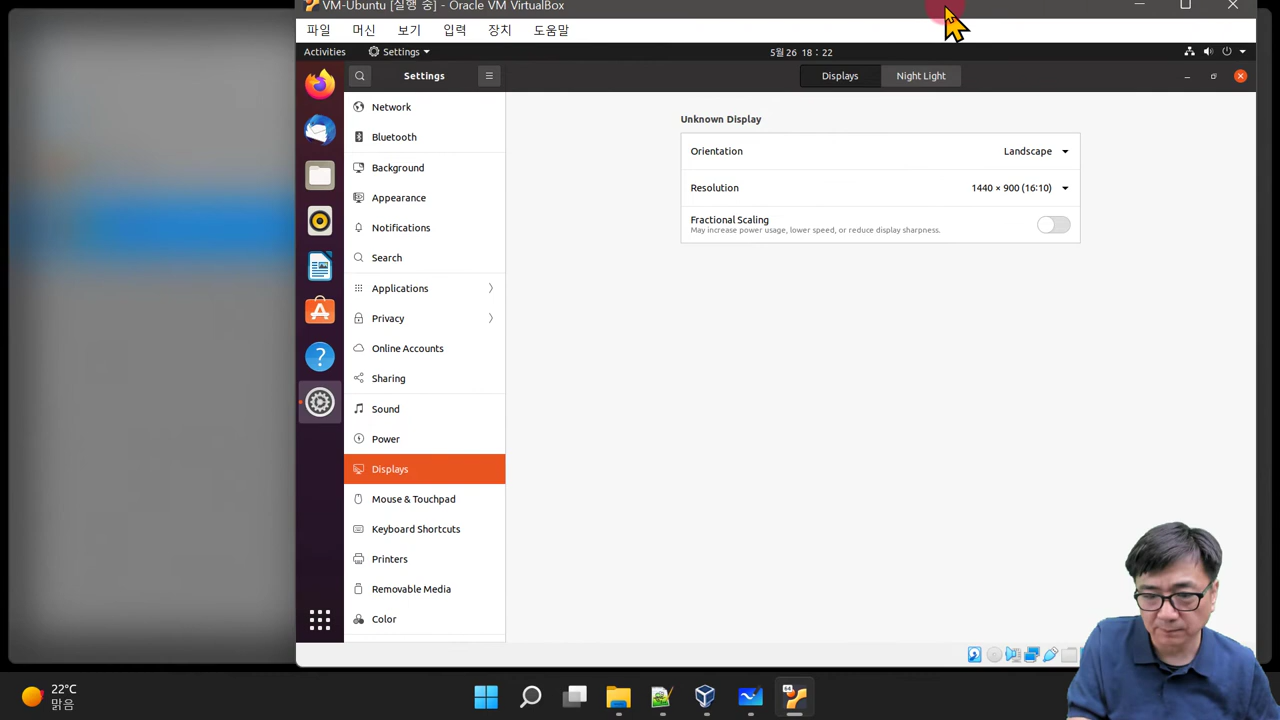 VM-Ubuntu [실행 중] - Oracle VM VirtualBox
파일 머신 보기 입력 장치 도움말
Activities Settings 5월 26 18 : 22
Settings Displays Night Light
Network
Bluetooth
Background
Appearance
Notifications
Search
Applications
Privacy
Online Accounts
Sharing
Sound
Power
Displays
Mouse & Touchpad
Keyboard Shortcuts
Printers
Removable Media
Color
Unknown Display
Orientation Landscape
Resolution 1440 × 900 (16:10)
Fractional Scaling
May increase power usage, lower speed, or reduce display sharpness.
22°C
맑음